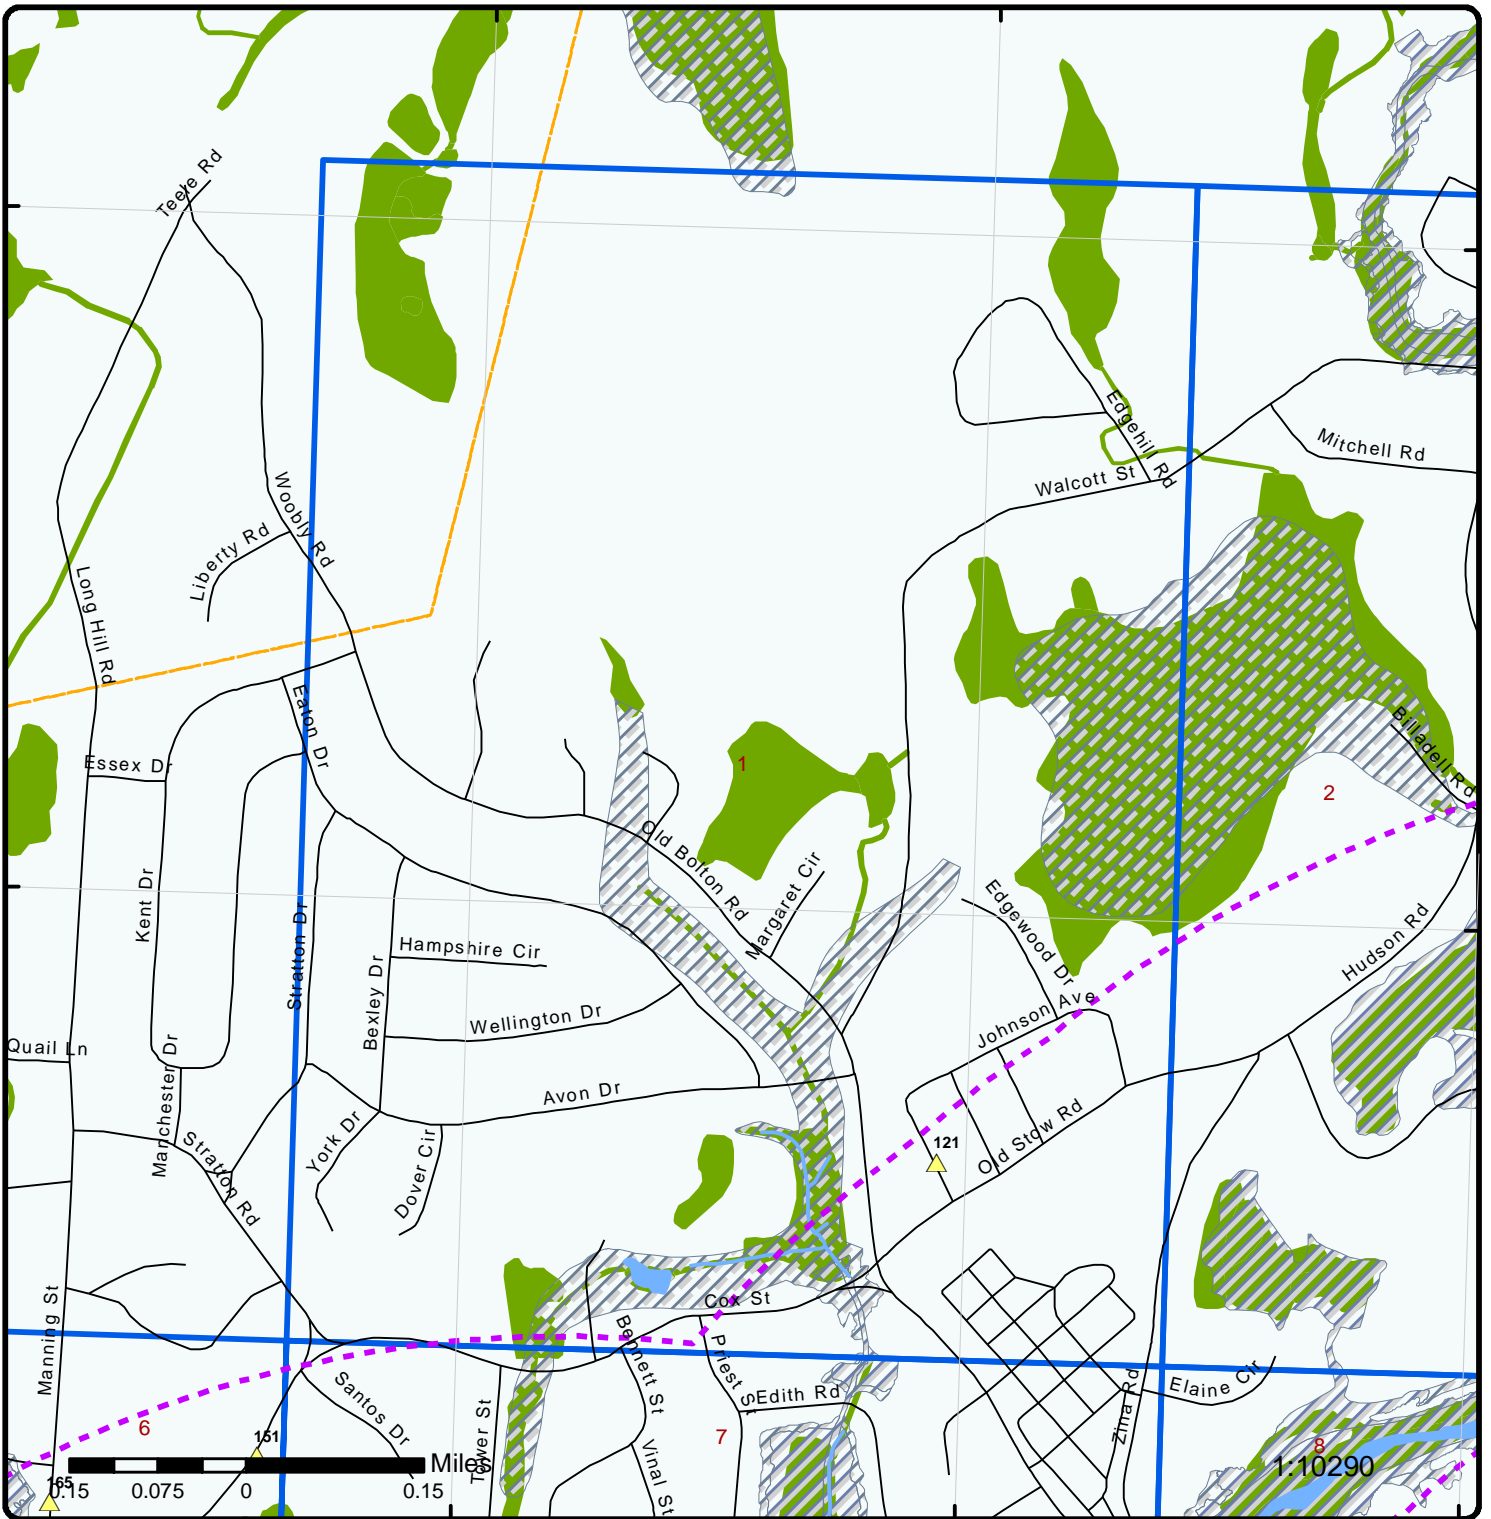 Teele Rd
Edgehill Rd
Mitchell Rd
Walcott St
Woobly Rd
Liberty Rd
Long Hill Rd
Eaton Dr
Billadell Rd
Essex Dr
1
2
Old Bolton Rd
Margaret Cir
Kent Dr
Edgewood Dr
Hudson Rd
Stratton Dr
Hampshire Cir
Bexley Dr
Wellington Dr
Johnson Ave
Quail Ln
Manchester Dr
Avon Dr
York Dr
Dover Cir
121
Old Stow Rd
Stratton Rd
Manning St
Cox St
Bennett St
Priest St
Edith Rd
Elaine Cir
Zina Rd
Santos Dr
Tower St
Vinal St
6
7
8
151
165
Miles
0.15 0.075 0 0.15
1:10290